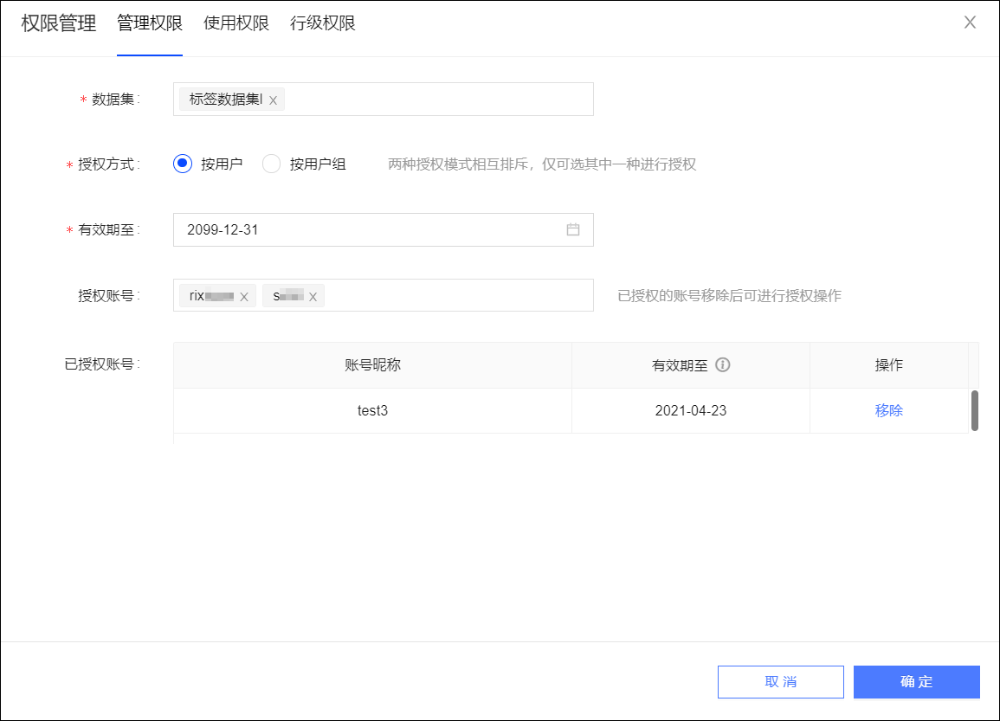 权限管理 管理权限 使用权限 行级权限
* 数据集: 标签数据集I X
* 授权方式: 按用户 按用户组 两种授权模式相互排斥，仅可选其中一种进行授权
* 有效期至: 2099-12-31
授权账号: rix X s X 已授权的账号移除后可进行授权操作
已授权账号: 账号昵称 有效期至 操作
test3 2021-04-23 移除
取消 确定